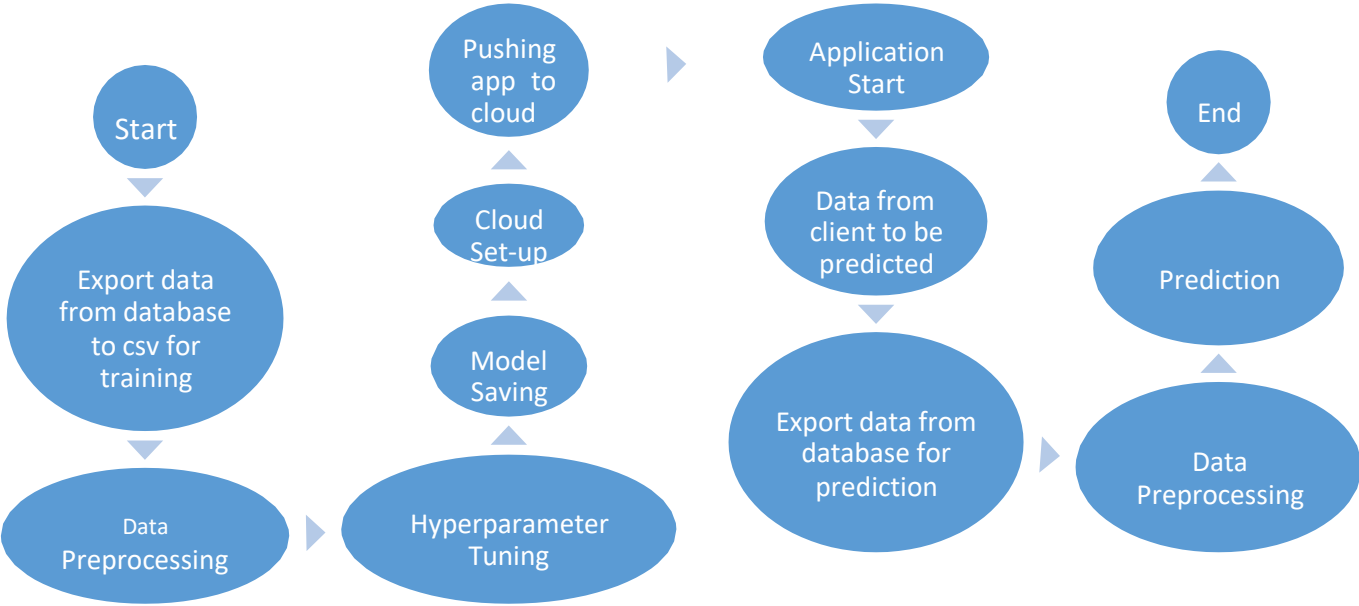 Start
Export data
from database
to csv for
training
Data
Preprocessing
Hyperparameter
Tuning
Model
Saving
Cloud
Set-up
Pushing
app to
cloud
Application
Start
Data from
client to be
predicted
Export data from
database for
prediction
Data
Preprocessing
Prediction
End